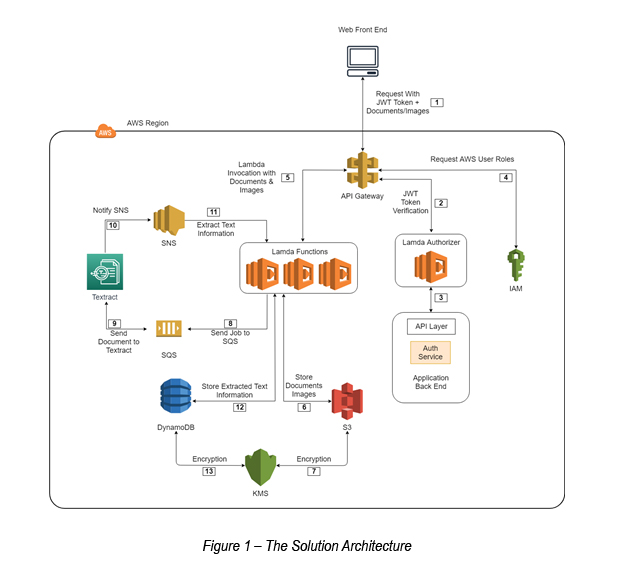 Web Front End
Request With
JWT Token +
Documents/Images
1
AWS Region
AWS
Lambda
Invocation with
Documents &
Images
5
API Gateway
Request AWS User Roles
4
JWT
Token
Verification
2
Notify SNS
10
SNS
11
Extract Text
Information
Lamda Functions
Lamda Authorizer
IAM
Textract
3
9
Send
Document to
Textract
SQS
8
Send Job to
SQS
API Layer
Auth
Service
Application
Back End
Store Extracted Text
Information
12
Store
Documents
Images
6
DynamoDB
S3
Encryption
13
Encryption
7
KMS
Figure 1 – The Solution Architecture